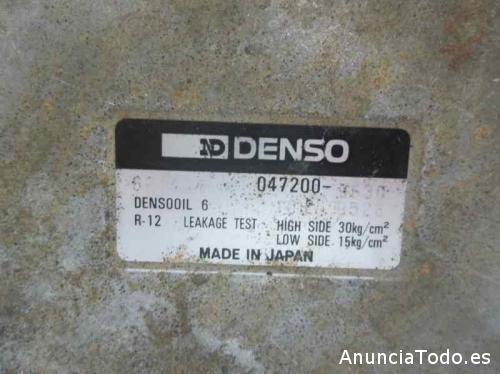 ND DENSO
047200-
DENSOOIL 6
R-12 LEAKAGE TEST - HIGH SIDE 30kg/cm²
LOW SIDE 15kg/cm²
MADE IN JAPAN
AnunciaTodo.es